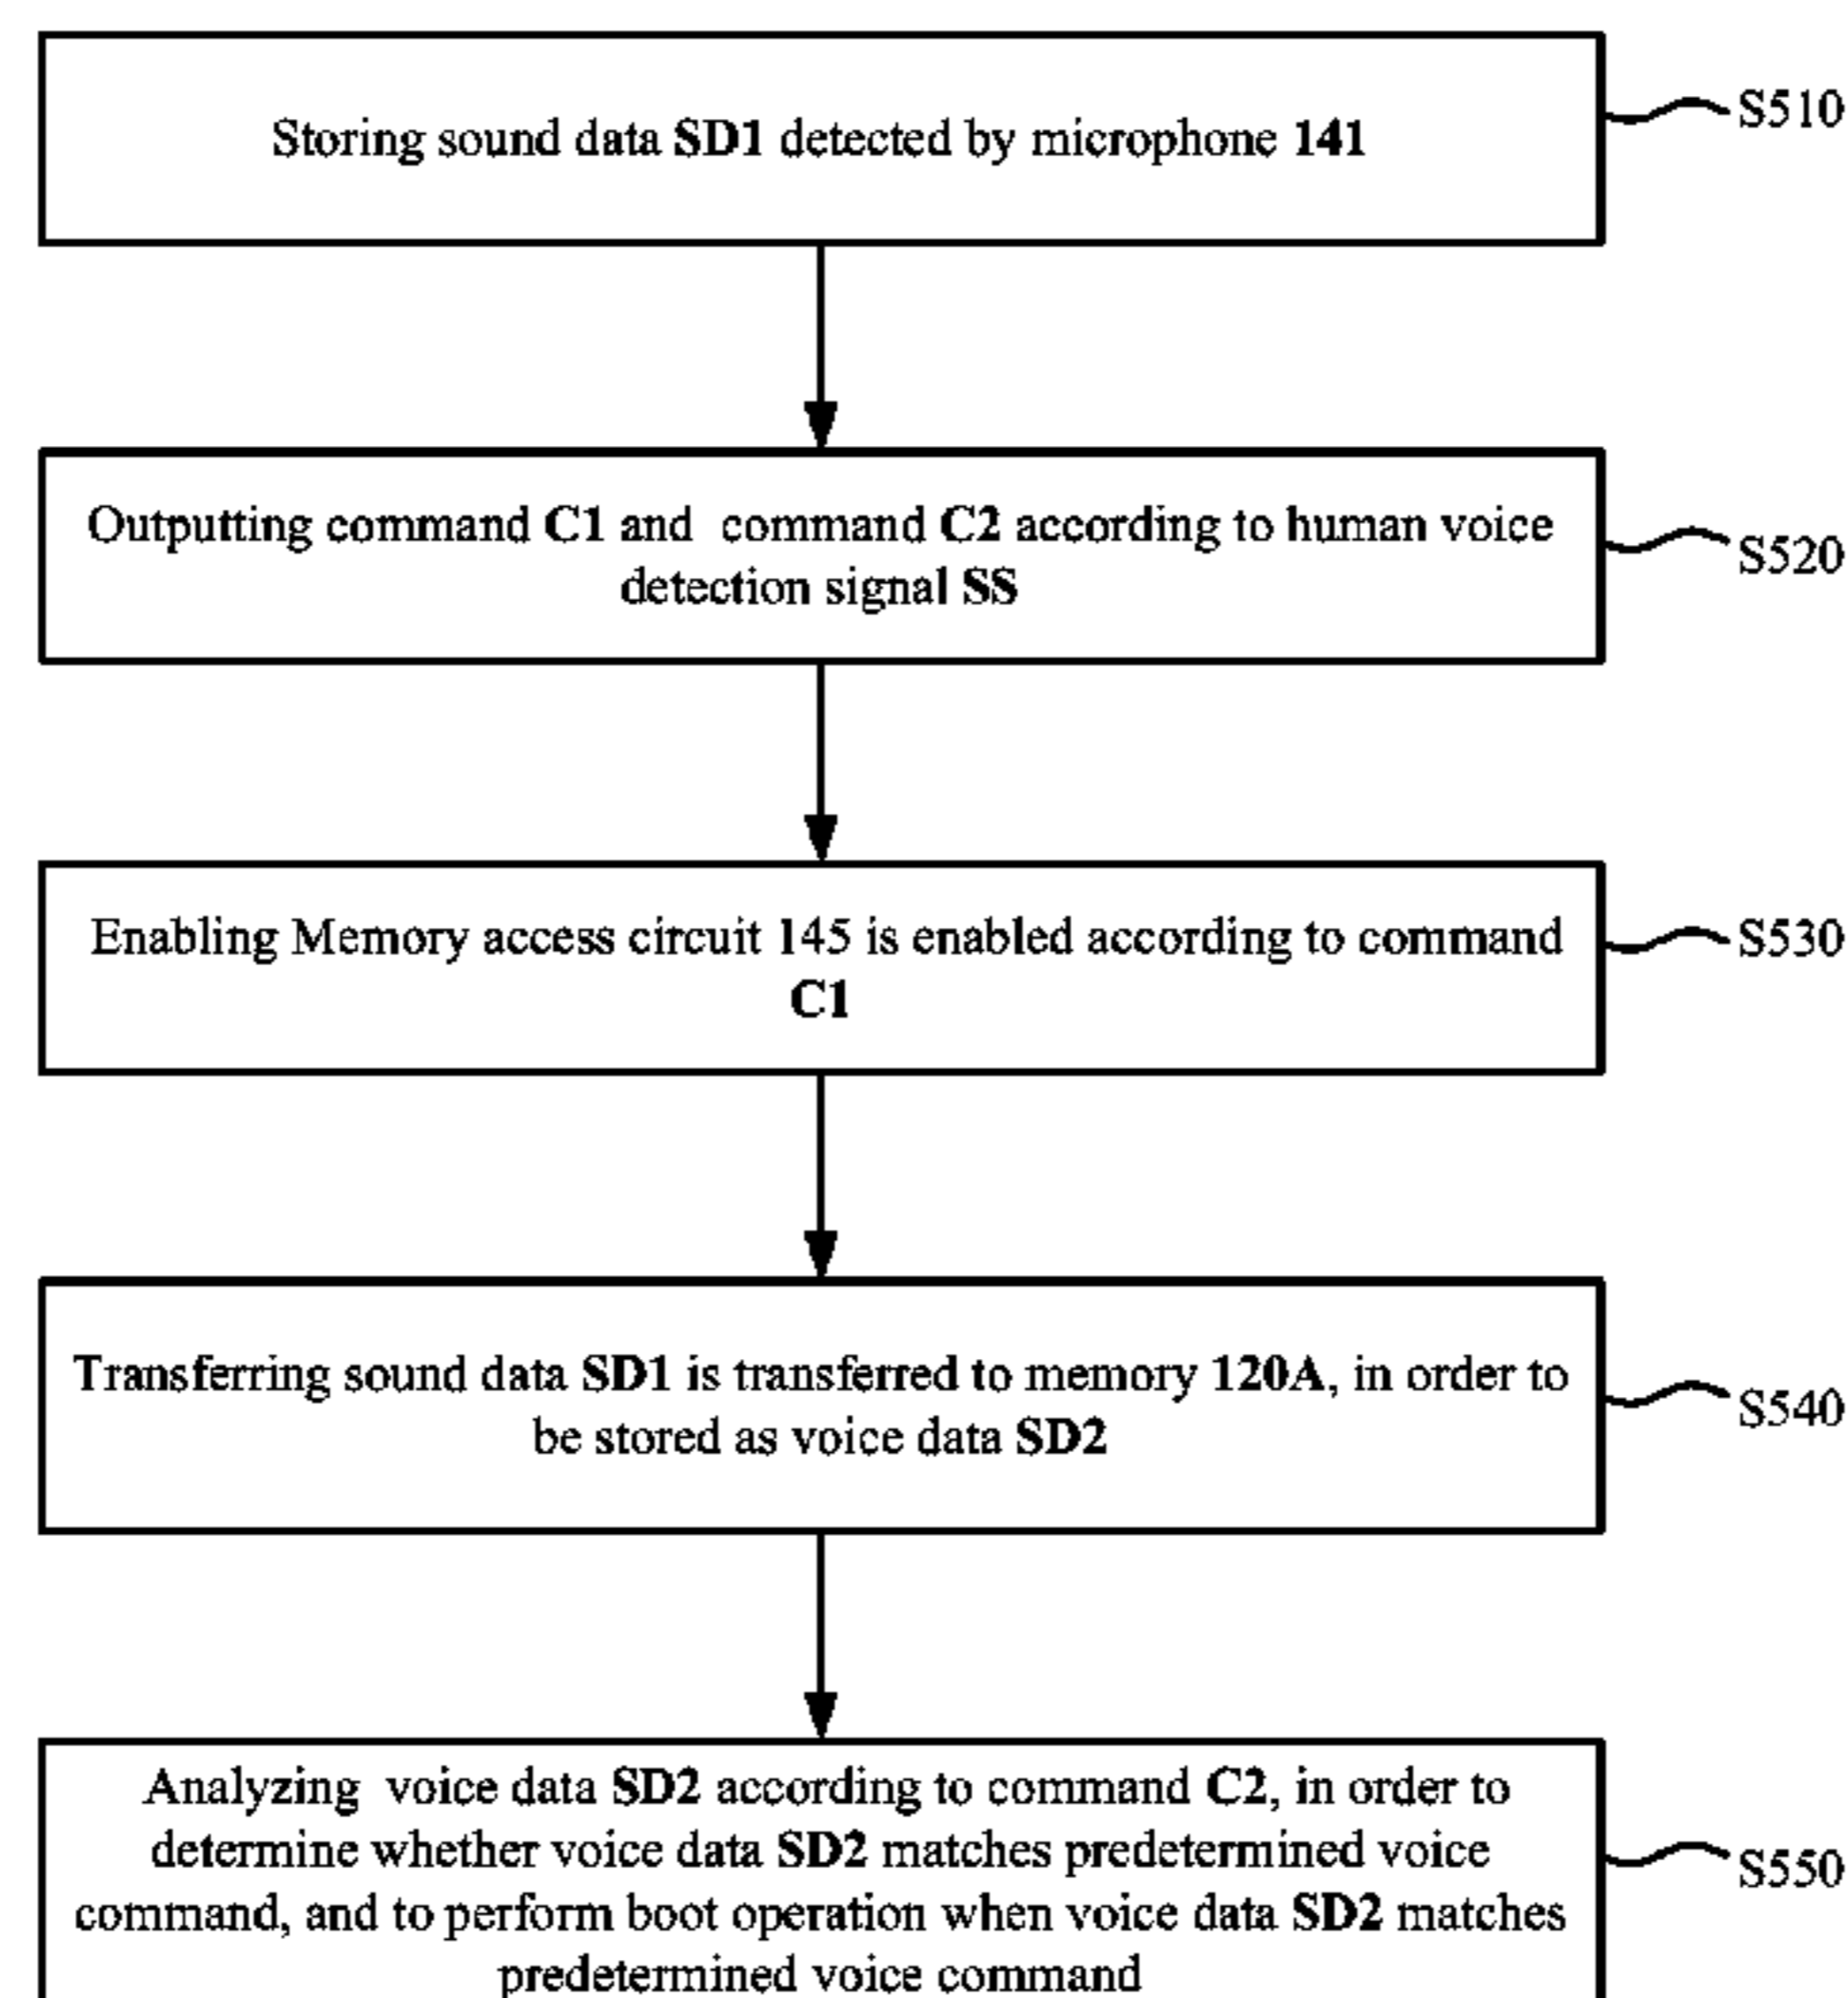 Storing sound data SD1 detected by microphone 141
S510
Outputting command C1 and command C2 according to human voice
detection signal SS
S520
Enabling Memory access circuit 145 is enabled according to command
C1
S530
Transferring sound data SD1 is transferred to memory 120A, in order to
be stored as voice data SD2
S540
Analyzing voice data SD2 according to command C2, in order to
determine whether voice data SD2 matches predetermined voice
command, and to perform boot operation when voice data SD2 matches
predetermined voice command
S550